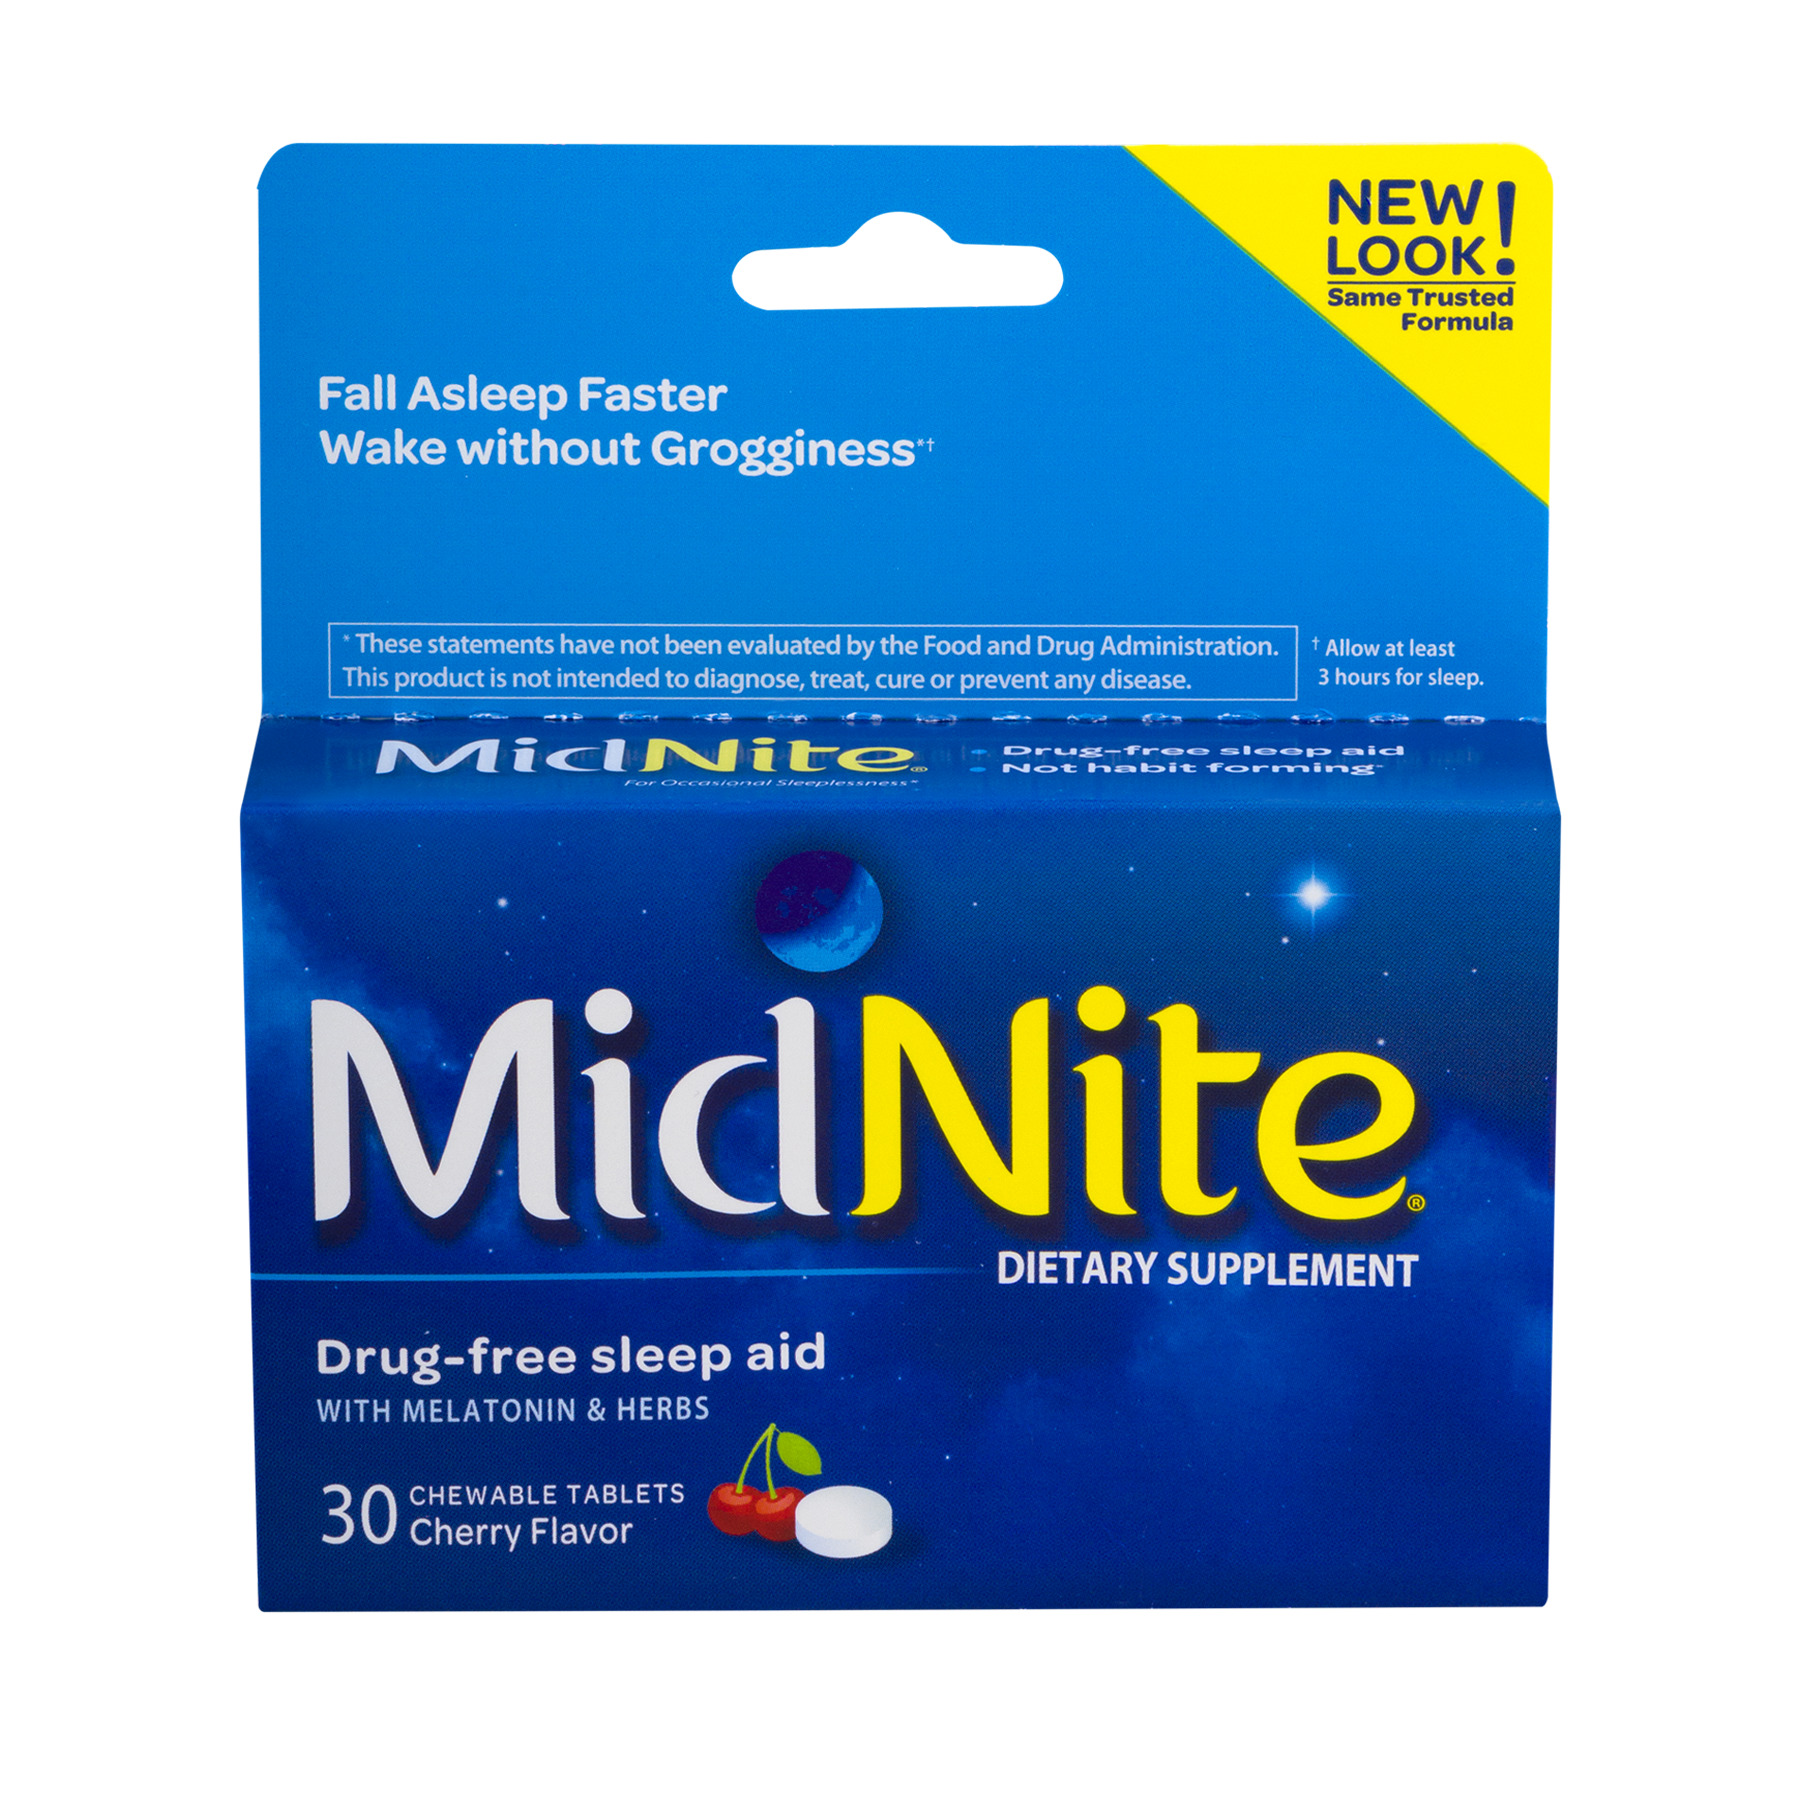 NEW
LOOK!
Same Trusted
Formula
Fall Asleep Faster
Wake without Grogginess*†
* These statements have not been evaluated by the Food and Drug Administration.
This product is not intended to diagnose, treat, cure or prevent any disease.
† Allow at least
3 hours for sleep.
MidNite®
For Occasional Sleeplessness*
• Drug-free sleep aid
• Not habit forming*
MidNite®
DIETARY SUPPLEMENT
Drug-free sleep aid
WITH MELATONIN & HERBS
30 CHEWABLE TABLETS
Cherry Flavor